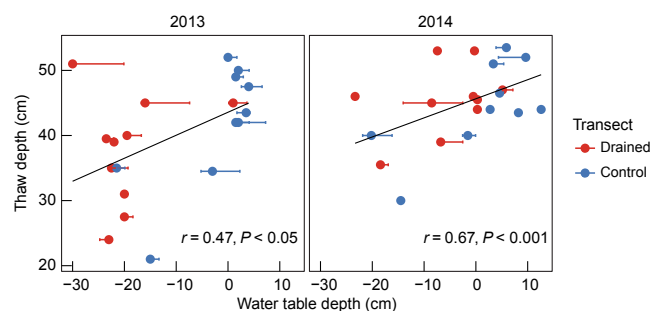 2013
2014
Thaw depth (cm)
50
40
30
20
r = 0.47, P < 0.05
r = 0.67, P < 0.001
−30
−20
−10
0
−30
−20
−10
0
10
Water table depth (cm)
Transect
Drained
Control